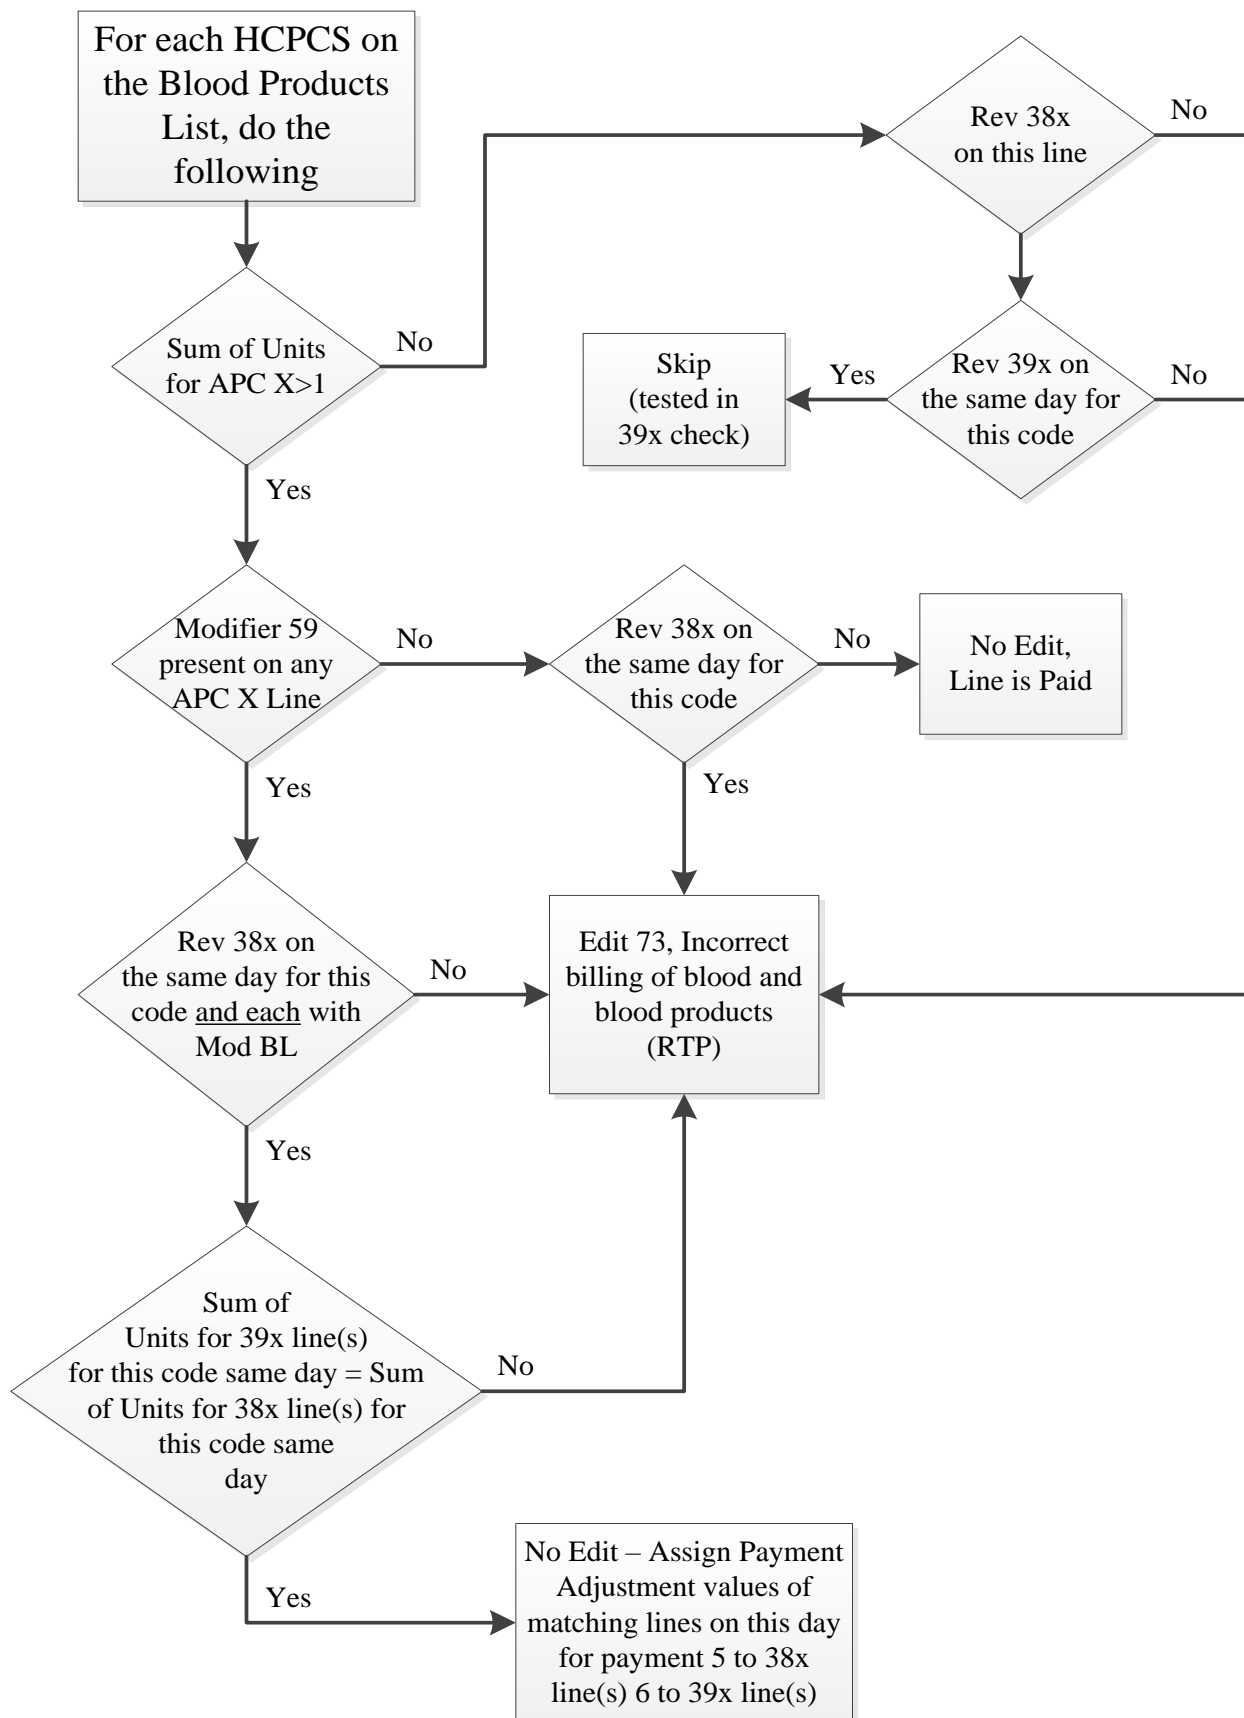 For each HCPCS on
the Blood Products
List, do the
following
Rev 38x
on this line
No
Sum of Units
for APC X>1
No
Skip
(tested in
39x check)
Yes
Rev 39x on
the same day for
this code
No
Yes
Modifier 59
present on any
APC X Line
No
Rev 38x on
the same day for
this code
No
No Edit,
Line is Paid
Yes
Yes
Rev 38x on
the same day for this
code and each with
Mod BL
No
Edit 73, Incorrect
billing of blood and
blood products
(RTP)
Yes
Sum of
Units for 39x line(s)
for this code same day = Sum
of Units for 38x line(s) for
this code same
day
No
Yes
No Edit – Assign Payment
Adjustment values of
matching lines on this day
for payment 5 to 38x
line(s) 6 to 39x line(s)